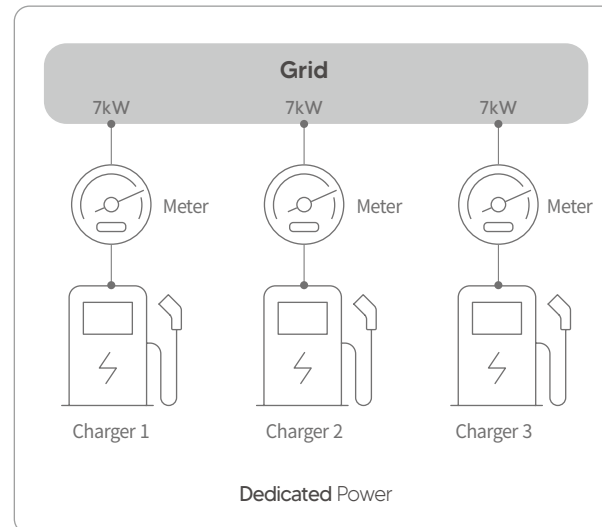 Grid
7kW 7kW 7kW
Meter Meter Meter
Charger 1 Charger 2 Charger 3
Dedicated Power